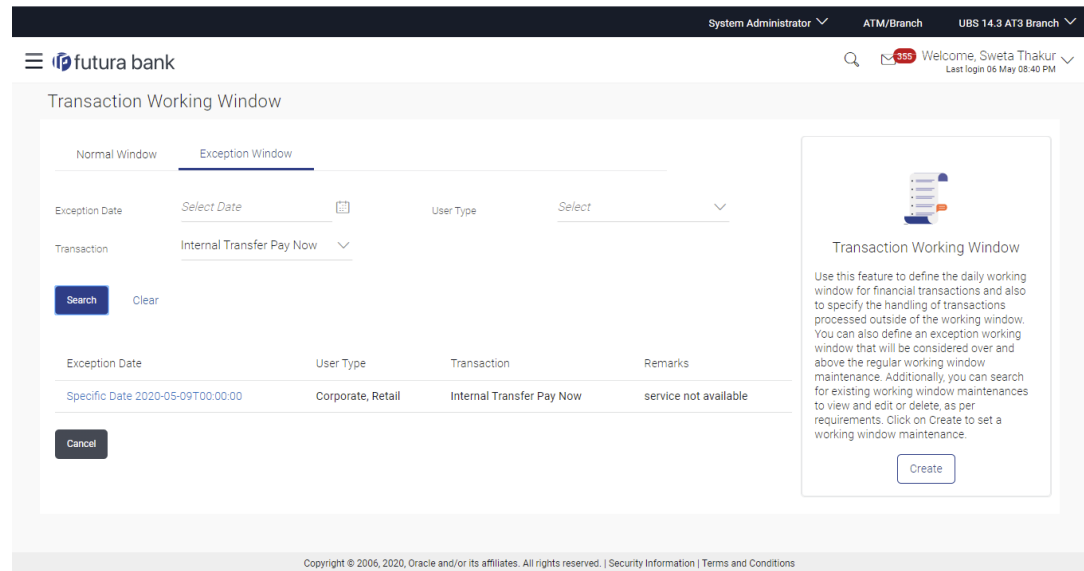 System Administrator ATM/Branch UBS 14.3 AT3 Branch
futura bank
355 Welcome, Sweta Thakur
Last login 06 May 08:40 PM
Transaction Working Window
Normal Window Exception Window
Exception Date Select Date User Type Select
Transaction Internal Transfer Pay Now
Search Clear
Exception Date User Type Transaction Remarks
Specific Date 2020-05-09T00:00:00 Corporate, Retail Internal Transfer Pay Now service not available
Cancel
Transaction Working Window
Use this feature to define the daily working
window for financial transactions and also
to specify the handling of transactions
processed outside of the working window.
You can also define an exception working
window that will be considered over and
above the regular working window
maintenance. Additionally, you can search
for existing working window maintenances
to view and edit or delete, as per
requirements. Click on Create to set a
working window maintenance.
Create
Copyright © 2006, 2020, Oracle and/or its affiliates. All rights reserved. | Security Information | Terms and Conditions